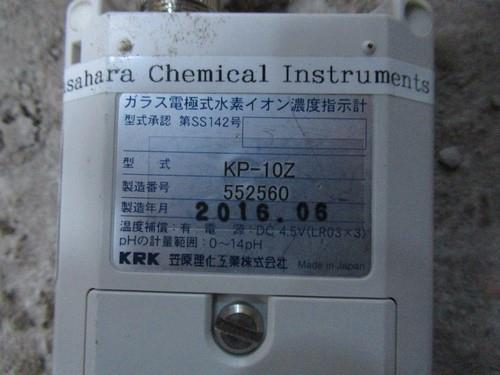 asahara Chemical Instruments
ガラス電極式水素イオン濃度指示計
型式承認 第SS142号
型 式 KP-10Z
製造番号 552560
製造年月 2016.06
温度補償:有 電 源:DC 4.5V(LR03×3)
pHの計量範囲:0~14pH
KRK 笠原理化工業株式会社 Made in Japan